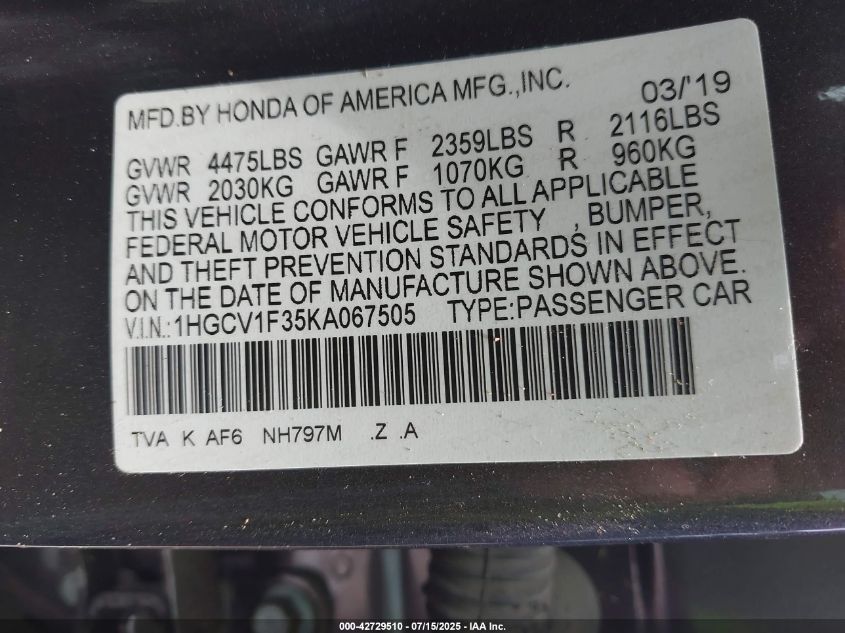 MFD.BY HONDA OF AMERICA MFG.,INC. 03/'19
GVWR 4475LBS GAWR F 2359LBS R 2116LBS
GVWR 2030KG GAWR F 1070KG R 960KG
THIS VEHICLE CONFORMS TO ALL APPLICABLE
FEDERAL MOTOR VEHICLE SAFETY , BUMPER,
AND THEFT PREVENTION STANDARDS IN EFFECT
ON THE DATE OF MANUFACTURE SHOWN ABOVE.
V.I.N.:1HGCV1F35KA067505 TYPE:PASSENGER CAR
TVA K AF6 NH797M .Z .A
000-42729510 - 07/15/2025 - IAA Inc.